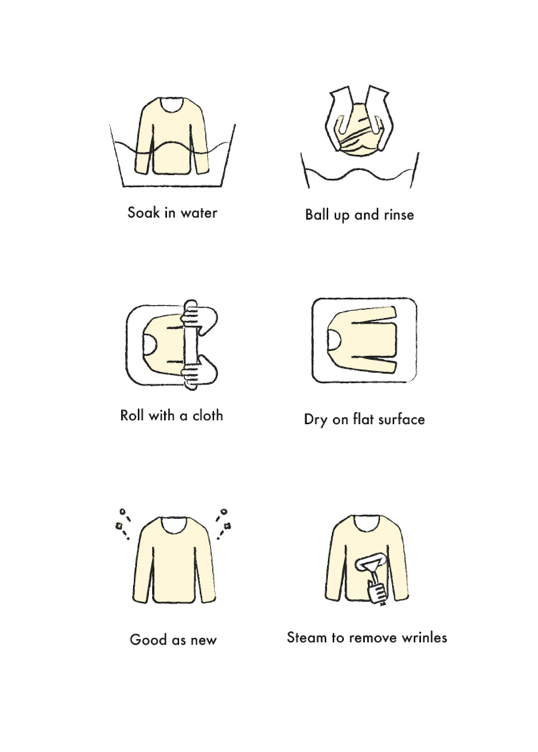 Soak in water
Ball up and rinse
Roll with a cloth
Dry on flat surface
Good as new
Steam to remove wrinles